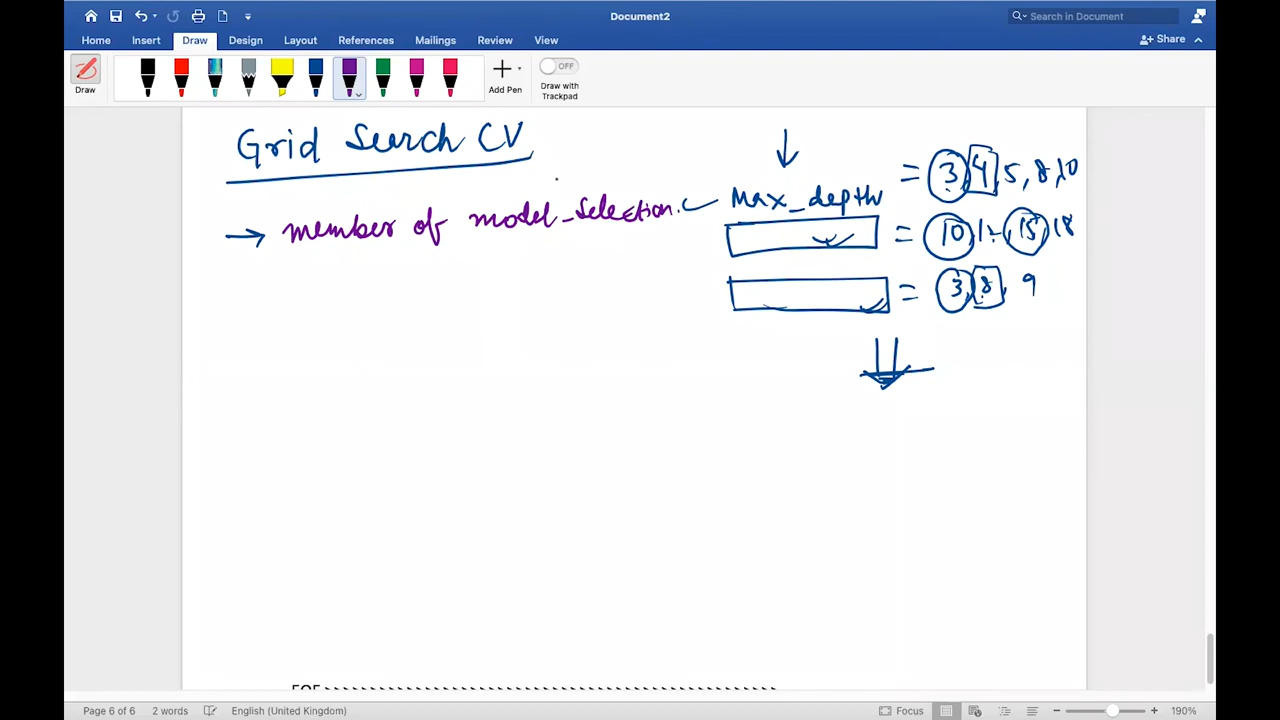 Document2
Search in Document
Home Insert Draw Design Layout References Mailings Review View
Share
Draw
Add Pen
OFF
Draw with
Trackpad
Grid Search CV
→ member of model_selection.
Max_depth = 3, 4, 5, 8, 10
= 10, 15, 18
= 3, 8, 9
Page 6 of 6 2 words English (United Kingdom) Focus 190%